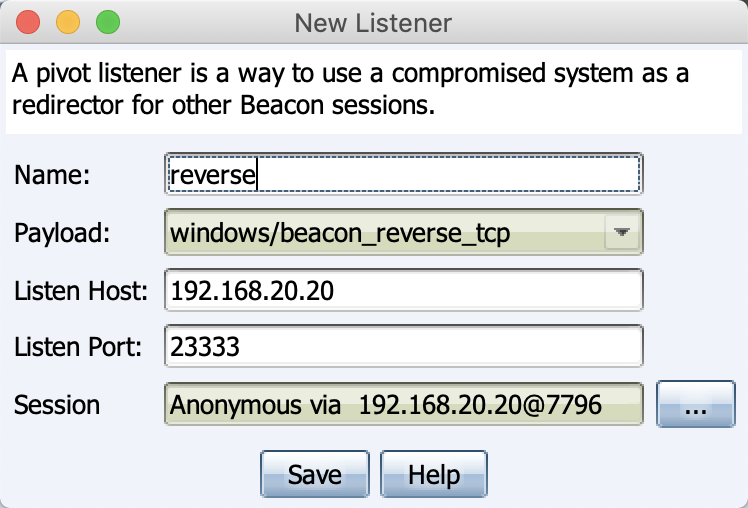 New Listener
A pivot listener is a way to use a compromised system as a
redirector for other Beacon sessions.
Name: reverse
Payload: windows/beacon_reverse_tcp
Listen Host: 192.168.20.20
Listen Port: 23333
Session Anonymous via  192.168.20.20@7796 ...
Save Help